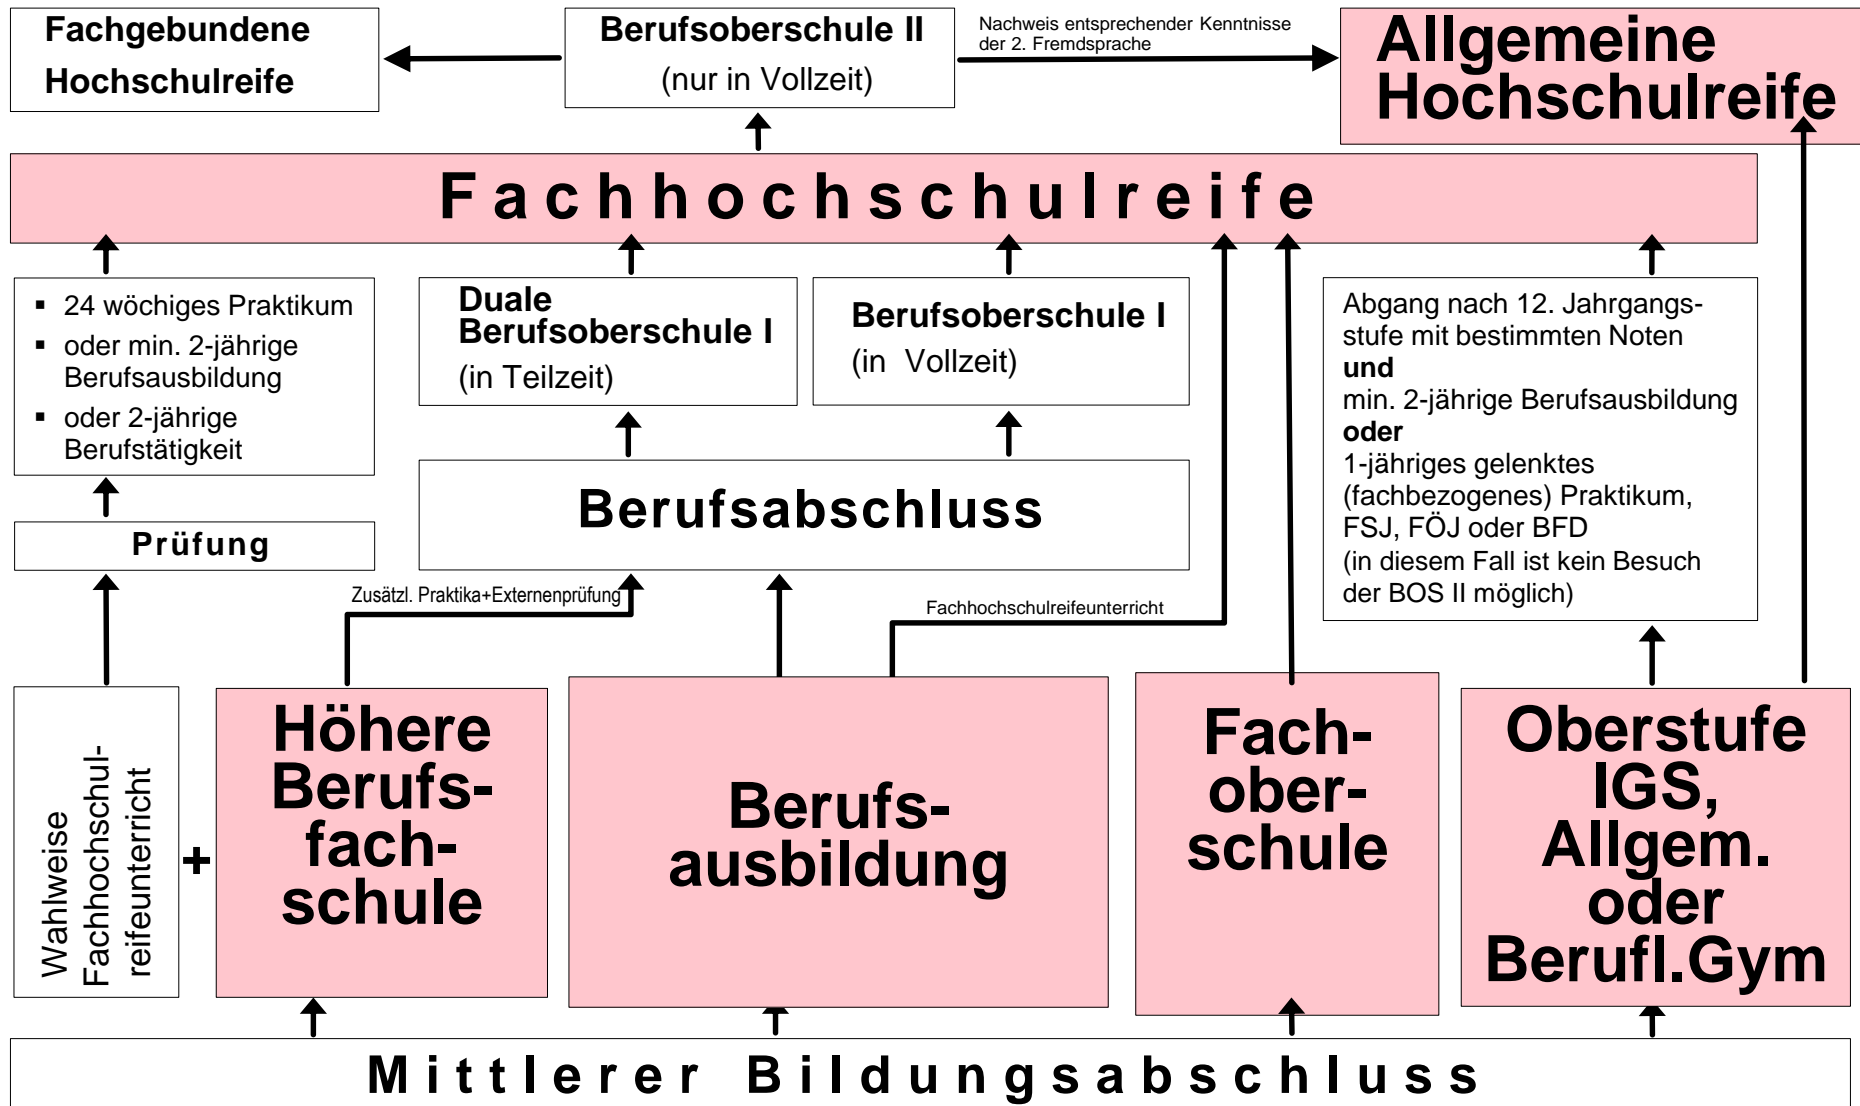 Fachgebundene
Hochschulreife
Berufsoberschule II
(nur in Vollzeit)
Nachweis entsprechender Kenntnisse
der 2. Fremdsprache
Allgemeine
Hochschulreife
Fachhochschulreife
▪ 24 wöchiges Praktikum
▪ oder min. 2-jährige
Berufsausbildung
▪ oder 2-jährige
Berufstätigkeit
Duale
Berufsoberschule I
(in Teilzeit)
Berufsoberschule I
(in Vollzeit)
Abgang nach 12. Jahrgangs-
stufe mit bestimmten Noten
und
min. 2-jährige Berufsausbildung
oder
1-jähriges gelenktes
(fachbezogenes) Praktikum,
FSJ, FÖJ oder BFD
(in diesem Fall ist kein Besuch
der BOS II möglich)
Berufsabschluss
Prüfung
Zusätzl. Praktika+Externenprüfung
Fachhochschulreifeunterricht
Wahlweise
Fachhochschul-
reifeunterricht
+
Höhere
Berufs-
fach-
schule
Berufs-
ausbildung
Fach-
ober-
schule
Oberstufe
IGS,
Allgem.
oder
Berufl.Gym
Mittlerer Bildungsabschluss